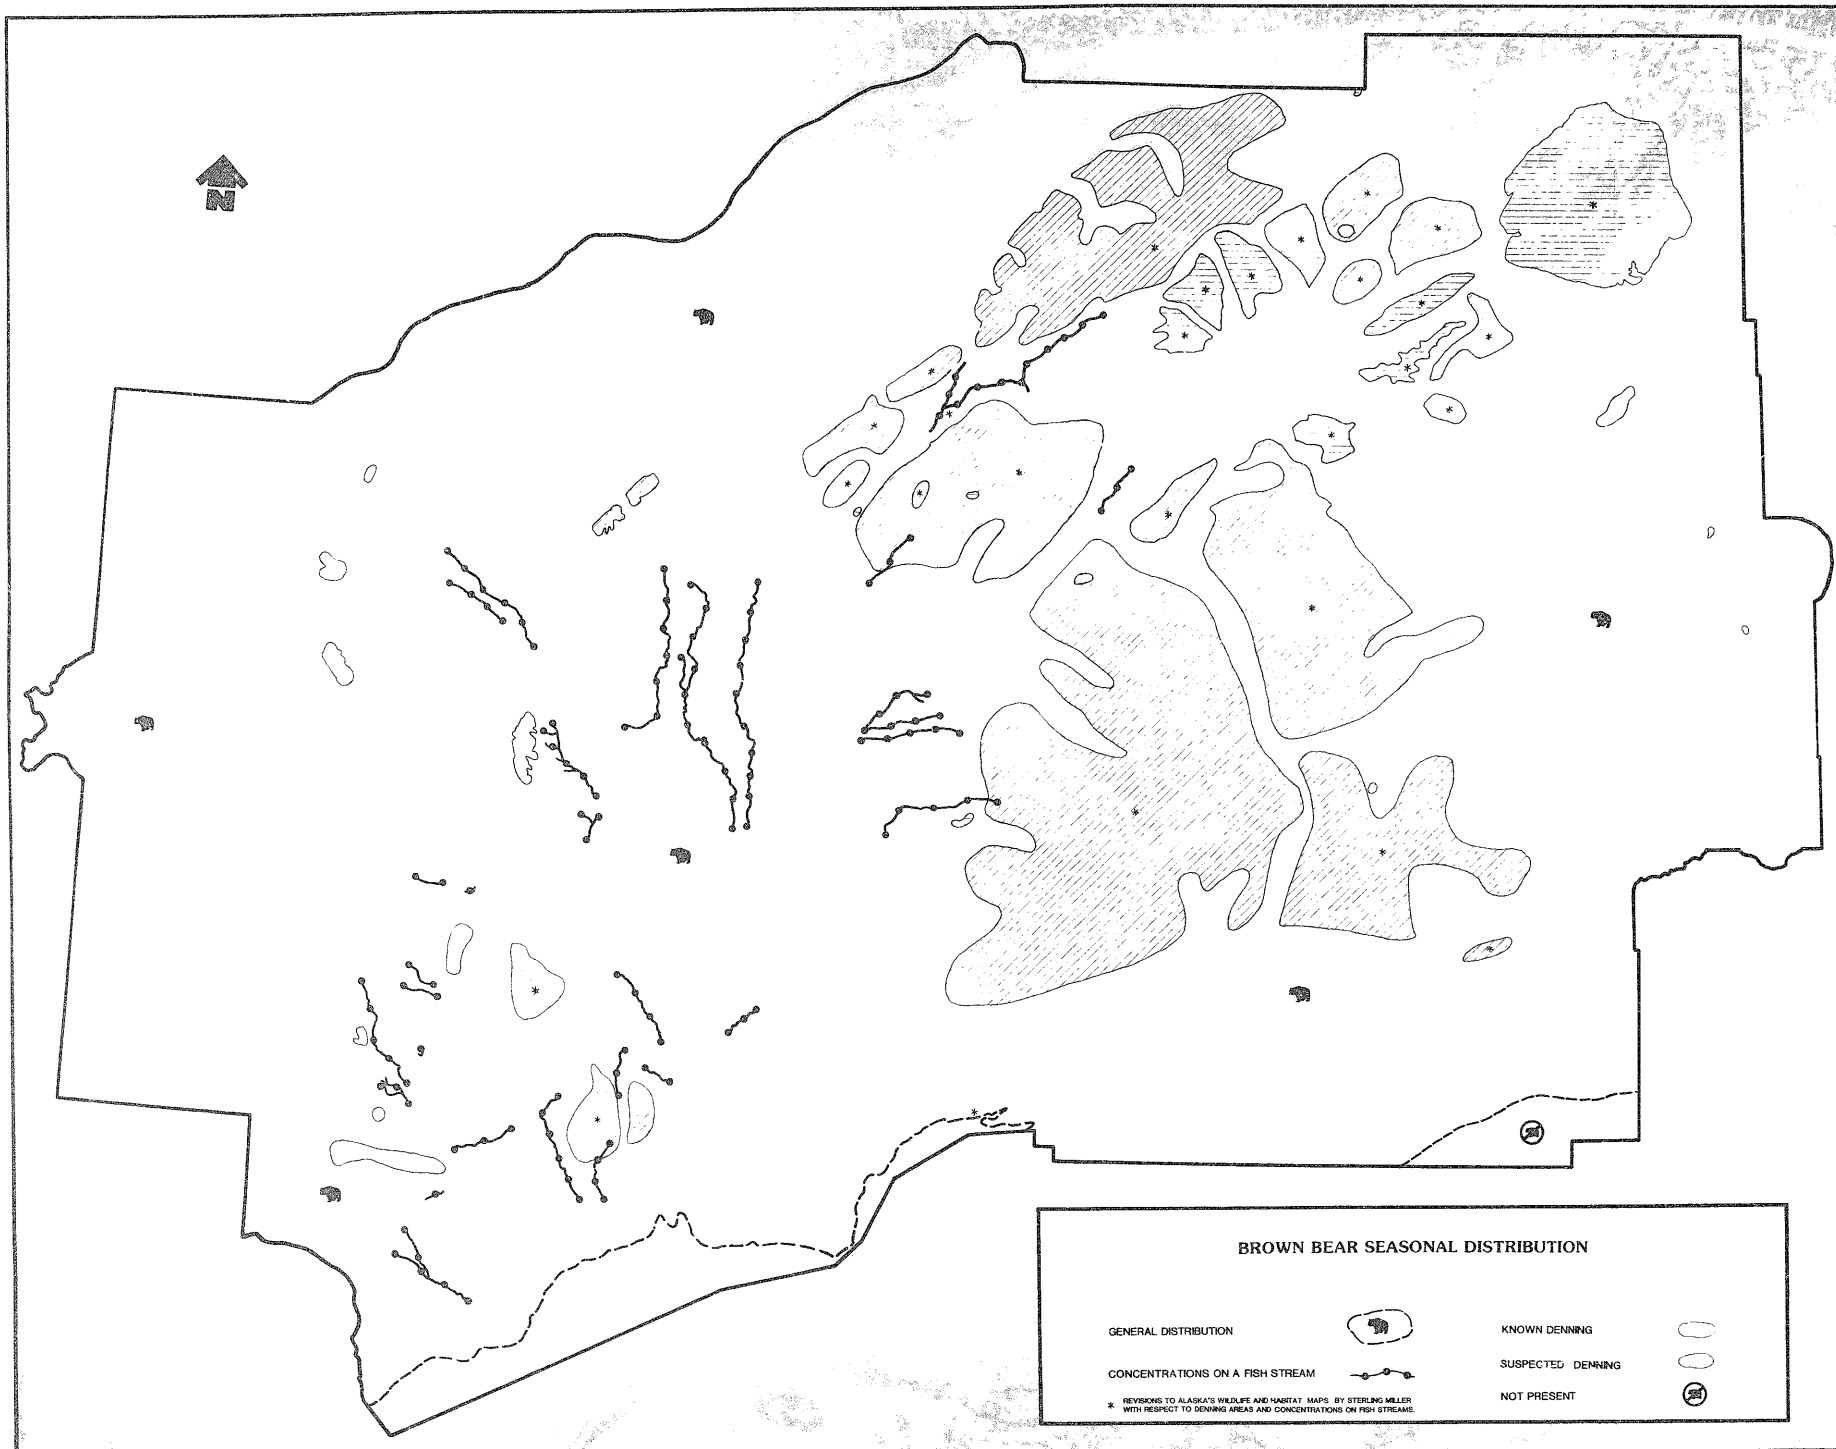 N
BROWN BEAR SEASONAL DISTRIBUTION
GENERAL DISTRIBUTION
KNOWN DENNING
CONCENTRATIONS ON A FISH STREAM
SUSPECTED DENNING
* REVISIONS TO ALASKA'S WILDLIFE AND HABITAT MAPS BY STERLING MILLER
WITH RESPECT TO DENNING AREAS AND CONCENTRATIONS ON FISH STREAMS.
NOT PRESENT